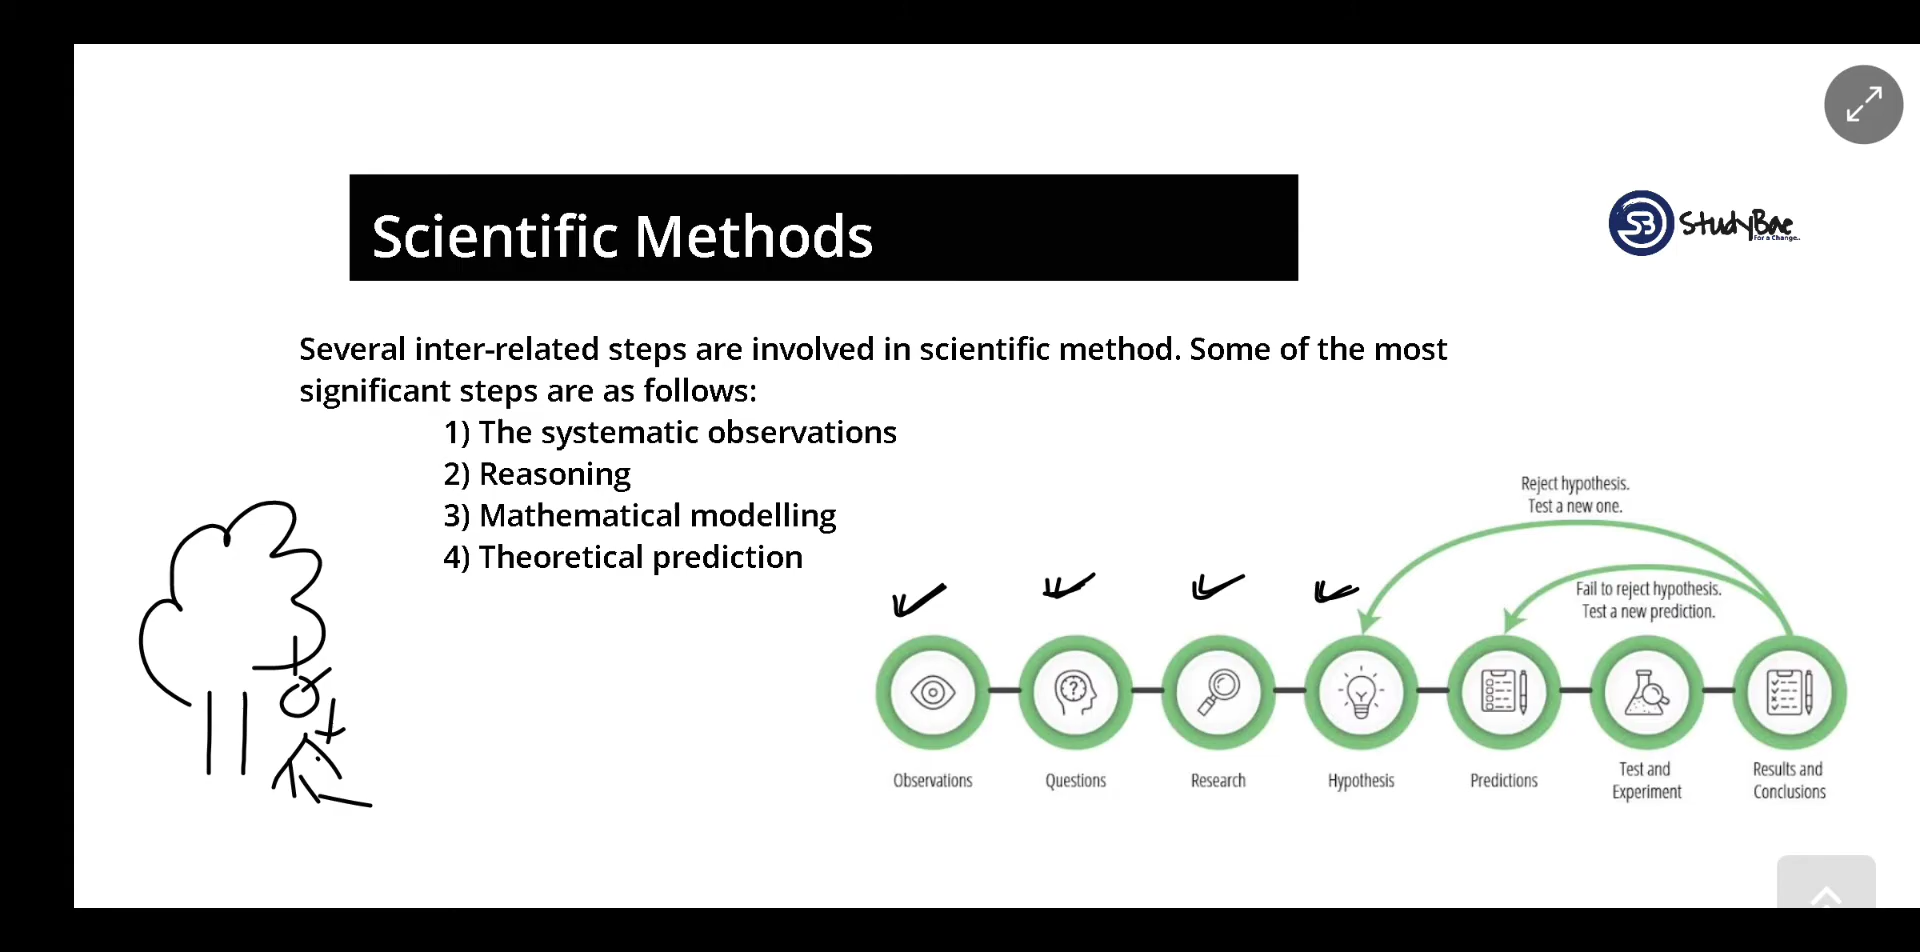 Scientific Methods
StudyBae
For a Change..
Several inter-related steps are involved in scientific method. Some of the most
significant steps are as follows:
1) The systematic observations
2) Reasoning
3) Mathematical modelling
4) Theoretical prediction
Reject hypothesis.
Test a new one.
Fail to reject hypothesis.
Test a new prediction.
Observations
Questions
Research
Hypothesis
Predictions
Test and
Experiment
Results and
Conclusions